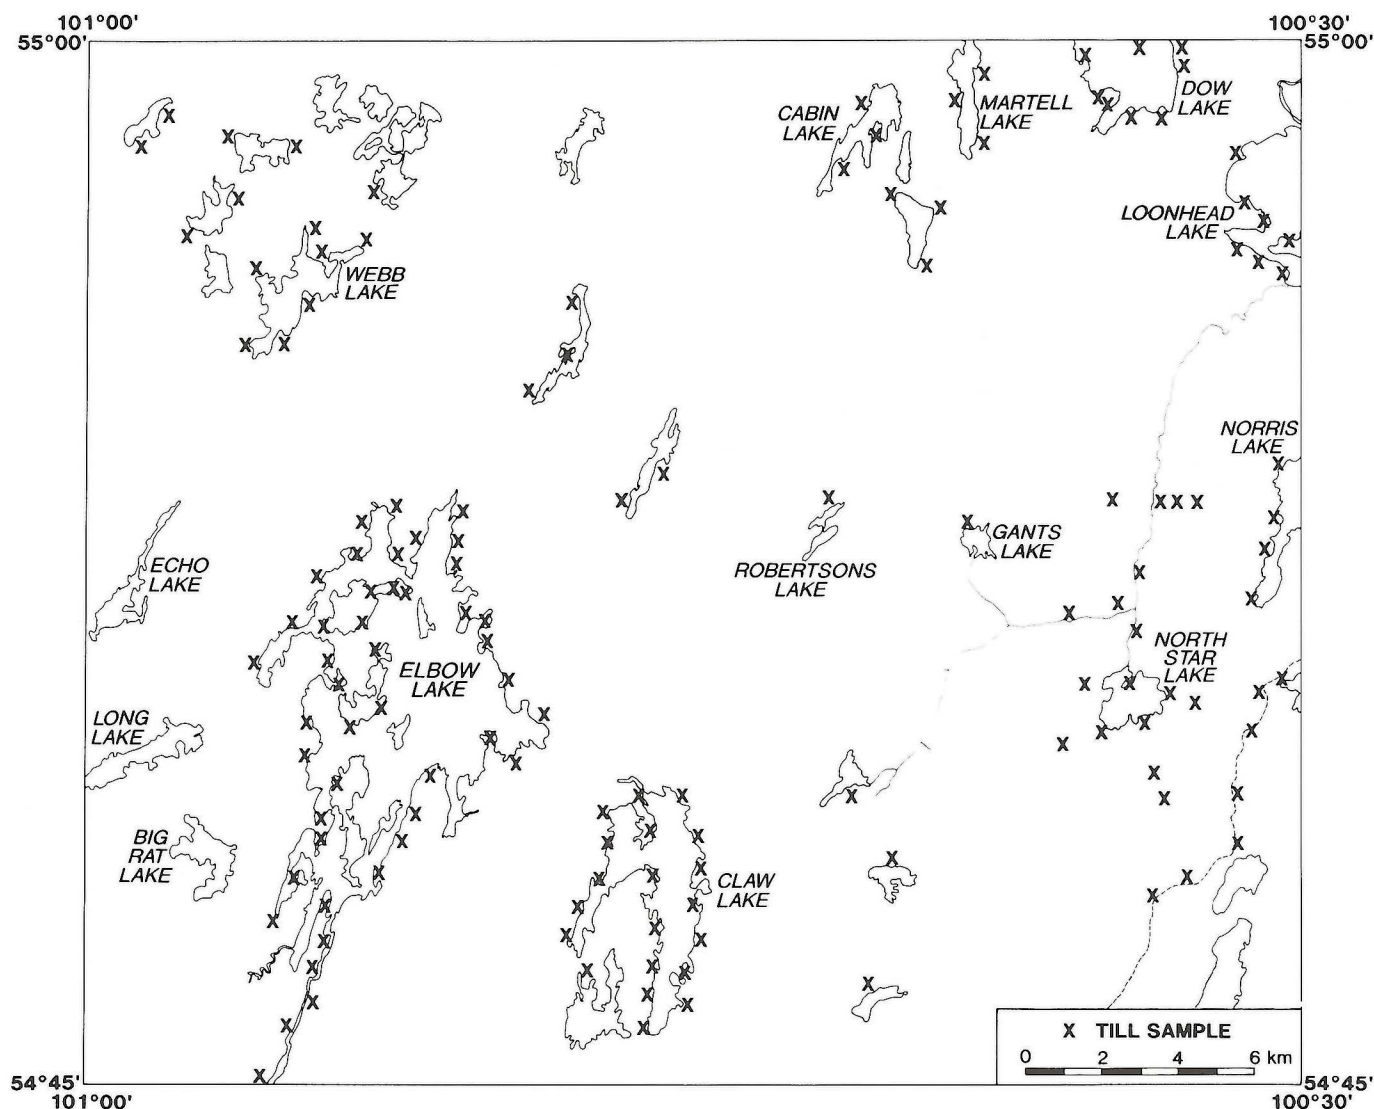 101°00'
100°30'
55°00'
55°00'
DOW
LAKE
MARTELL
LAKE
CABIN
LAKE
LOONHEAD
LAKE
WEBB
LAKE
NORRIS
LAKE
GANTS
LAKE
ECHO
LAKE
ROBERTSONS
LAKE
NORTH
STAR
LAKE
ELBOW
LAKE
LONG
LAKE
BIG
RAT
LAKE
CLAW
LAKE
X TILL SAMPLE
0 2 4 6 km
54°45'
54°45'
101°00'
100°30'